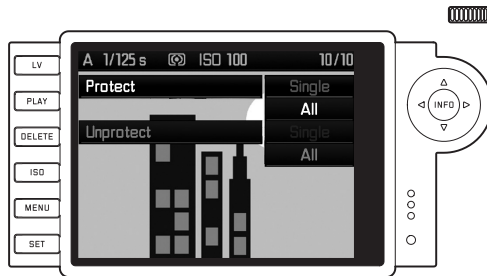 LV
PLAY
DELETE
ISO
MENU
SET
A 1/125 s ISO 100 10/10
Protect Single
All
Unprotect Single
All
INFO